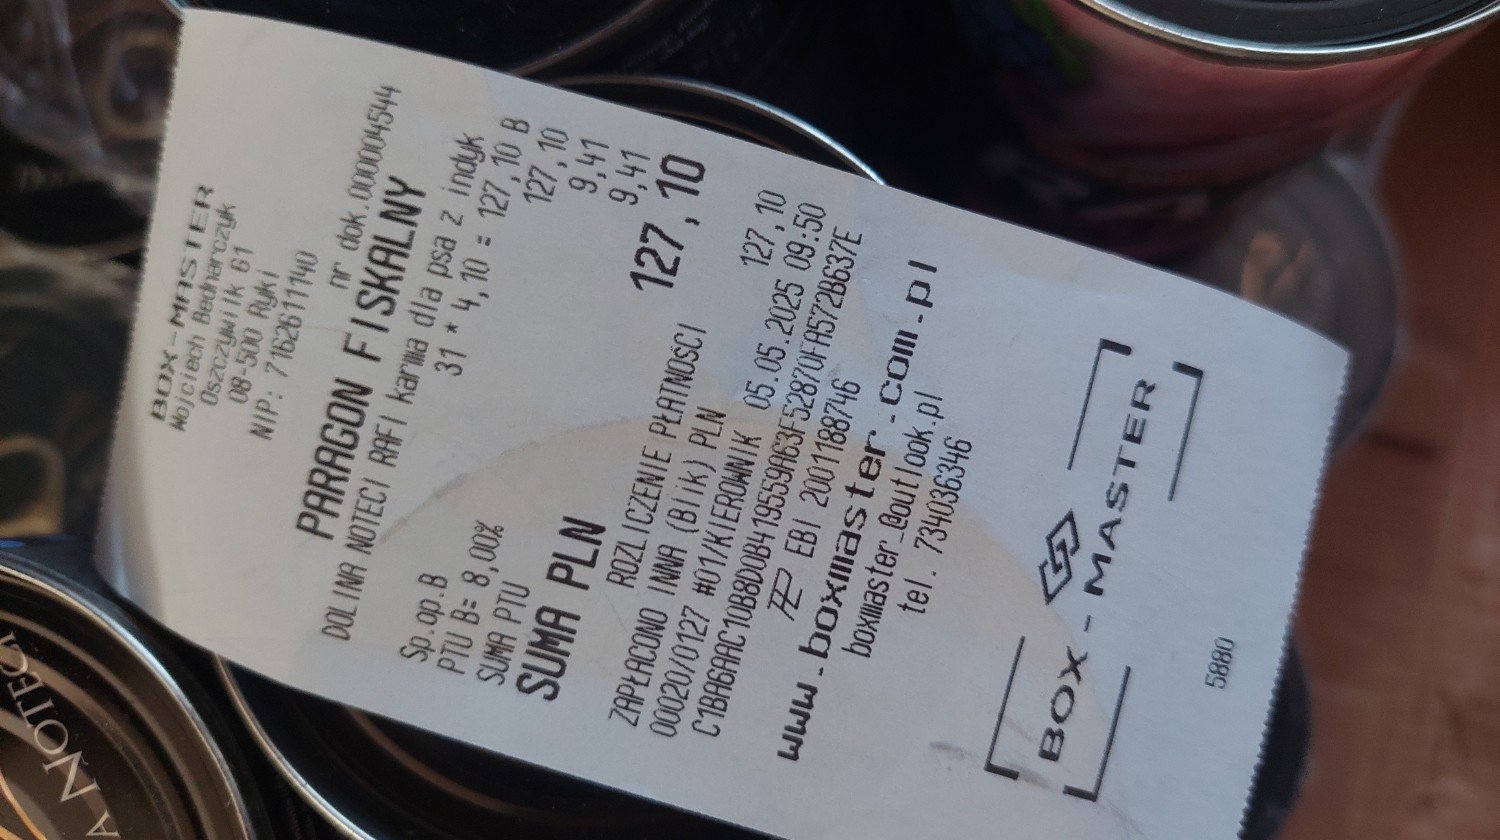 BOX-MASTER
Wojciech Bednarczyk
Oszczywilk 61
08-500 Ryki
NIP: 7162611140
nr dok.000004544
PARAGON FISKALNY
DOLINA NOTECI RAFI karma dla psa z indyk
31 * 4,10 = 127,10 B
Sp.op.B 127,10
PTU B= 8,00% 9,41
SUMA PTU 9,41
SUMA PLN 127,10
ROZLICZENIE PŁATNOŚCI
ZAPŁACONO INNA (Blik) PLN 127,10
00020/0127 #01/KIEROWNIK 05.05.2025 09:50
C1BA6AAC10B8D0B419559A63F52870FA572B637E
EBI 2001188746
www.boxmaster.com.pl
boxmaster_@outlook.pl
tel. 734036346
BOX - MASTER
5880
A NOTECI